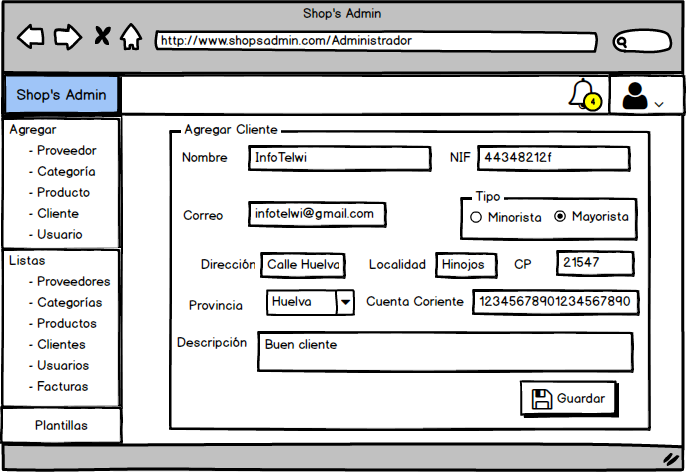 Shop's Admin
http://www.shopsadmin.com/Administrador
Shop's Admin
4
Agregar
- Proveedor
- Categoría
- Producto
- Cliente
- Usuario
Listas
- Proveedores
- Categorías
- Productos
- Clientes
- Usuarios
- Facturas
Plantillas
Agregar Cliente
Nombre InfoTelwi NIF 44348212f
Correo infotelwi@gmail.com
Tipo
Minorista Mayorista
Dirección Calle Huelva Localidad Hinojos CP 21547
Provincia Huelva Cuenta Coriente 12345678901234567890
Descripción Buen cliente
Guardar